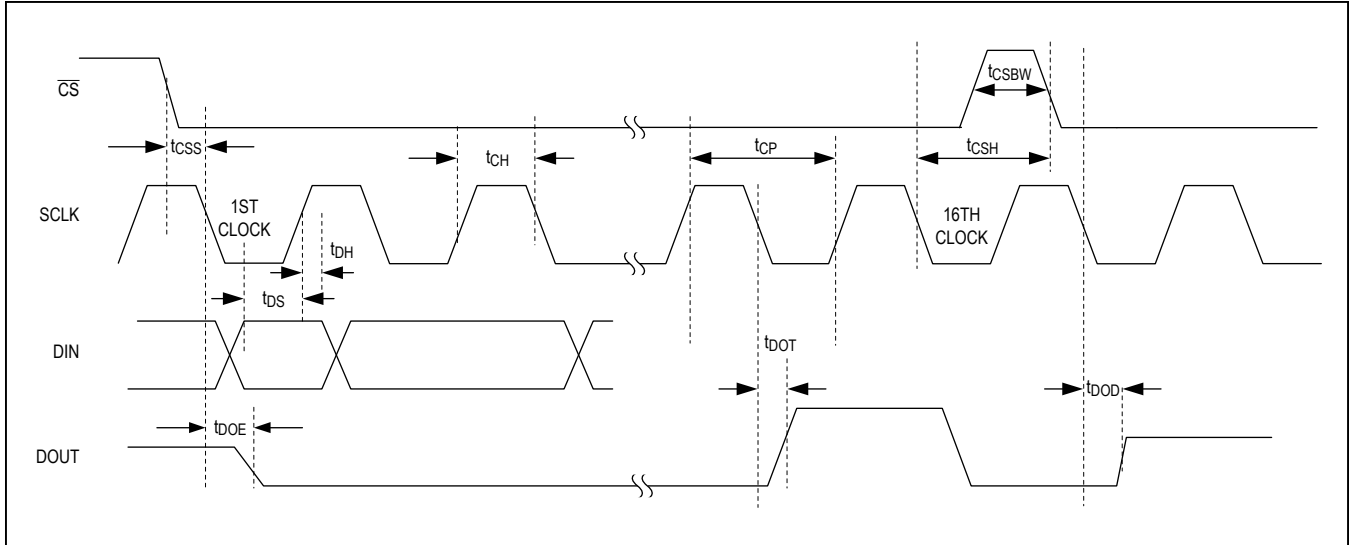 CS
tCSBW
tCSS
tCH
tCP
tCSH
SCLK
1ST
CLOCK
16TH
CLOCK
tDH
tDS
DIN
tDOT
tDOD
tDOE
DOUT